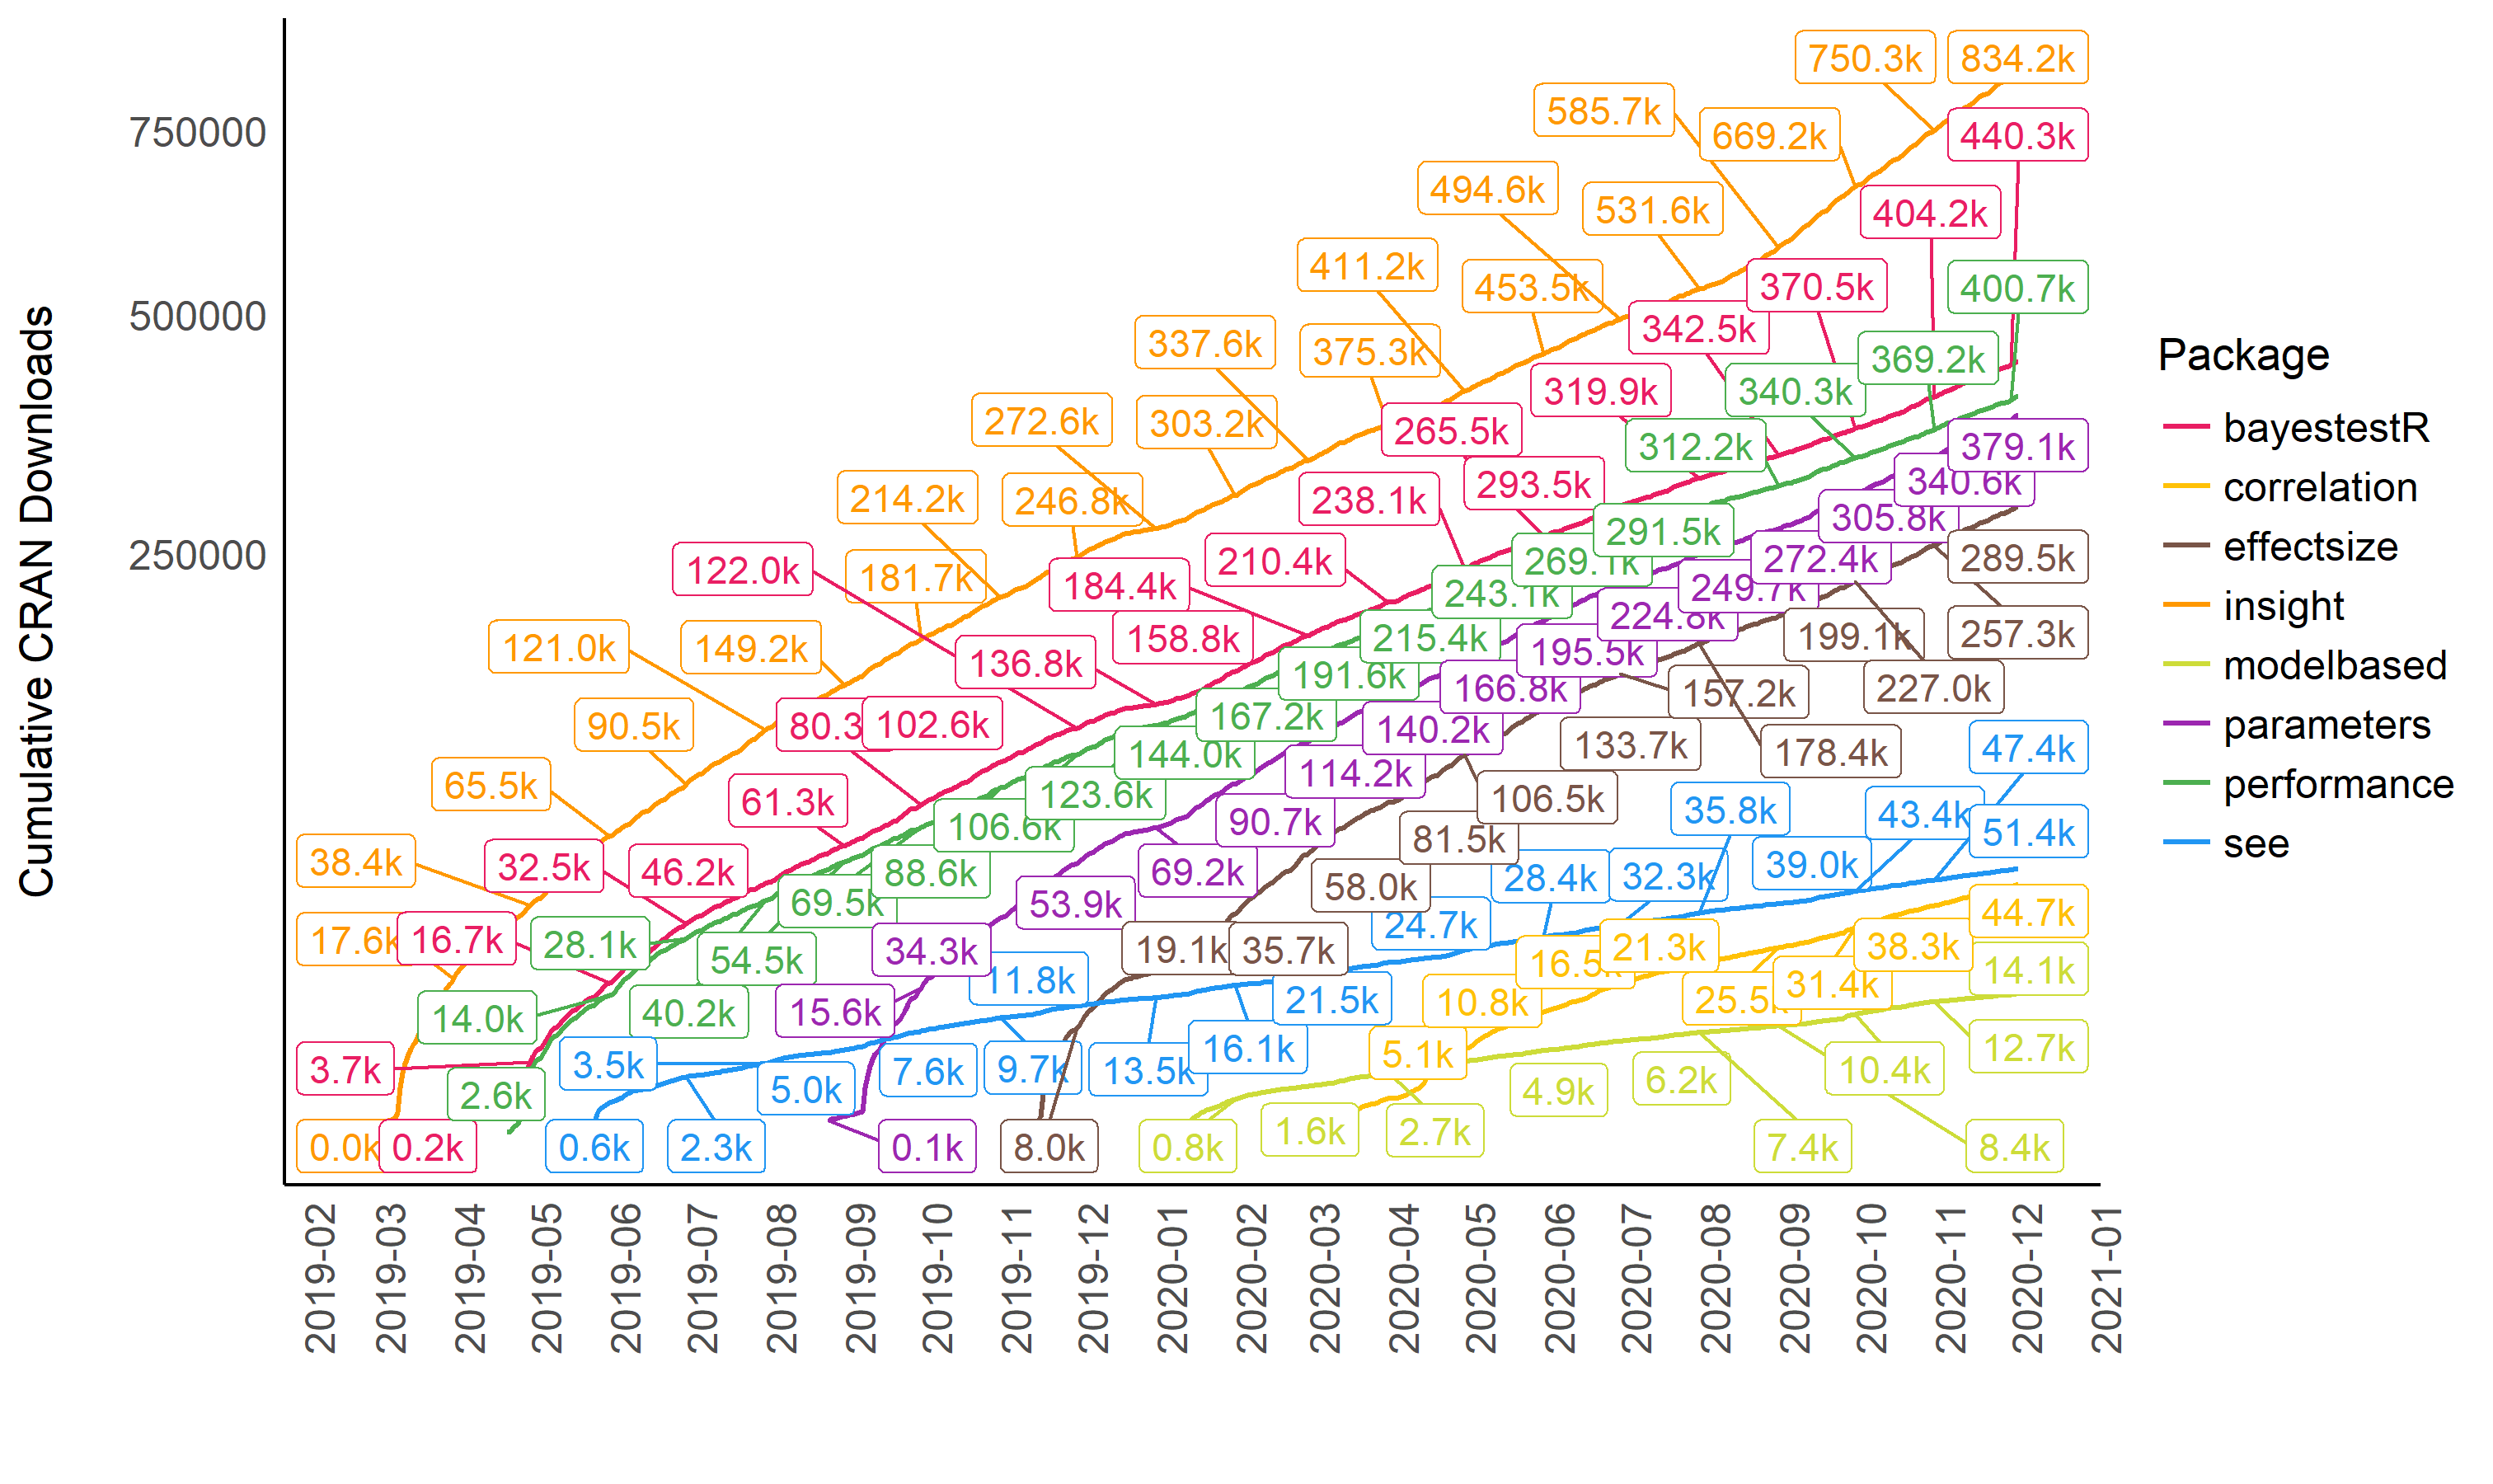 Cumulative CRAN Downloads
750000
500000
250000
750.3k
834.2k
585.7k
669.2k
440.3k
494.6k
531.6k
404.2k
411.2k
453.5k
370.5k
400.7k
337.6k
375.3k
342.5k
369.2k
272.6k
303.2k
319.9k
340.3k
265.5k
312.2k
379.1k
214.2k
246.8k
238.1k
293.5k
340.6k
291.5k
305.8k
122.0k
181.7k
184.4k
210.4k
269.1k
272.4k
289.5k
243.1k
249.7k
224.8k
121.0k
149.2k
136.8k
158.8k
215.4k
195.5k
199.1k
257.3k
191.6k
166.8k
157.2k
227.0k
90.5k
80.3
102.6k
167.2k
140.2k
133.7k
178.4k
47.4k
65.5k
61.3k
144.0k
114.2k
123.6k
106.5k
35.8k
43.4k
106.6k
90.7k
81.5k
51.4k
38.4k
32.5k
46.2k
88.6k
69.2k
58.0k
28.4k
32.3k
39.0k
69.5k
53.9k
24.7k
44.7k
17.6k
16.7k
28.1k
54.5k
34.3k
19.1k
35.7k
16.5k
21.3k
38.3k
14.0k
40.2k
15.6k
11.8k
21.5k
10.8k
25.5k
31.4k
14.1k
3.7k
2.6k
3.5k
5.0k
7.6k
9.7k
13.5k
16.1k
5.1k
4.9k
6.2k
10.4k
12.7k
0.0k
0.2k
0.6k
2.3k
0.1k
8.0k
0.8k
1.6k
2.7k
7.4k
8.4k
2019-02
2019-03
2019-04
2019-05
2019-06
2019-07
2019-08
2019-09
2019-10
2019-11
2019-12
2020-01
2020-02
2020-03
2020-04
2020-05
2020-06
2020-07
2020-08
2020-09
2020-10
2020-11
2020-12
2021-01
Package
bayestestR
correlation
effectsize
insight
modelbased
parameters
performance
see